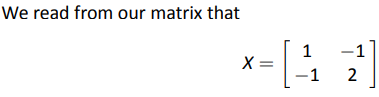 We read from our matrix that
X = [ 1 −1
−1 2 ]